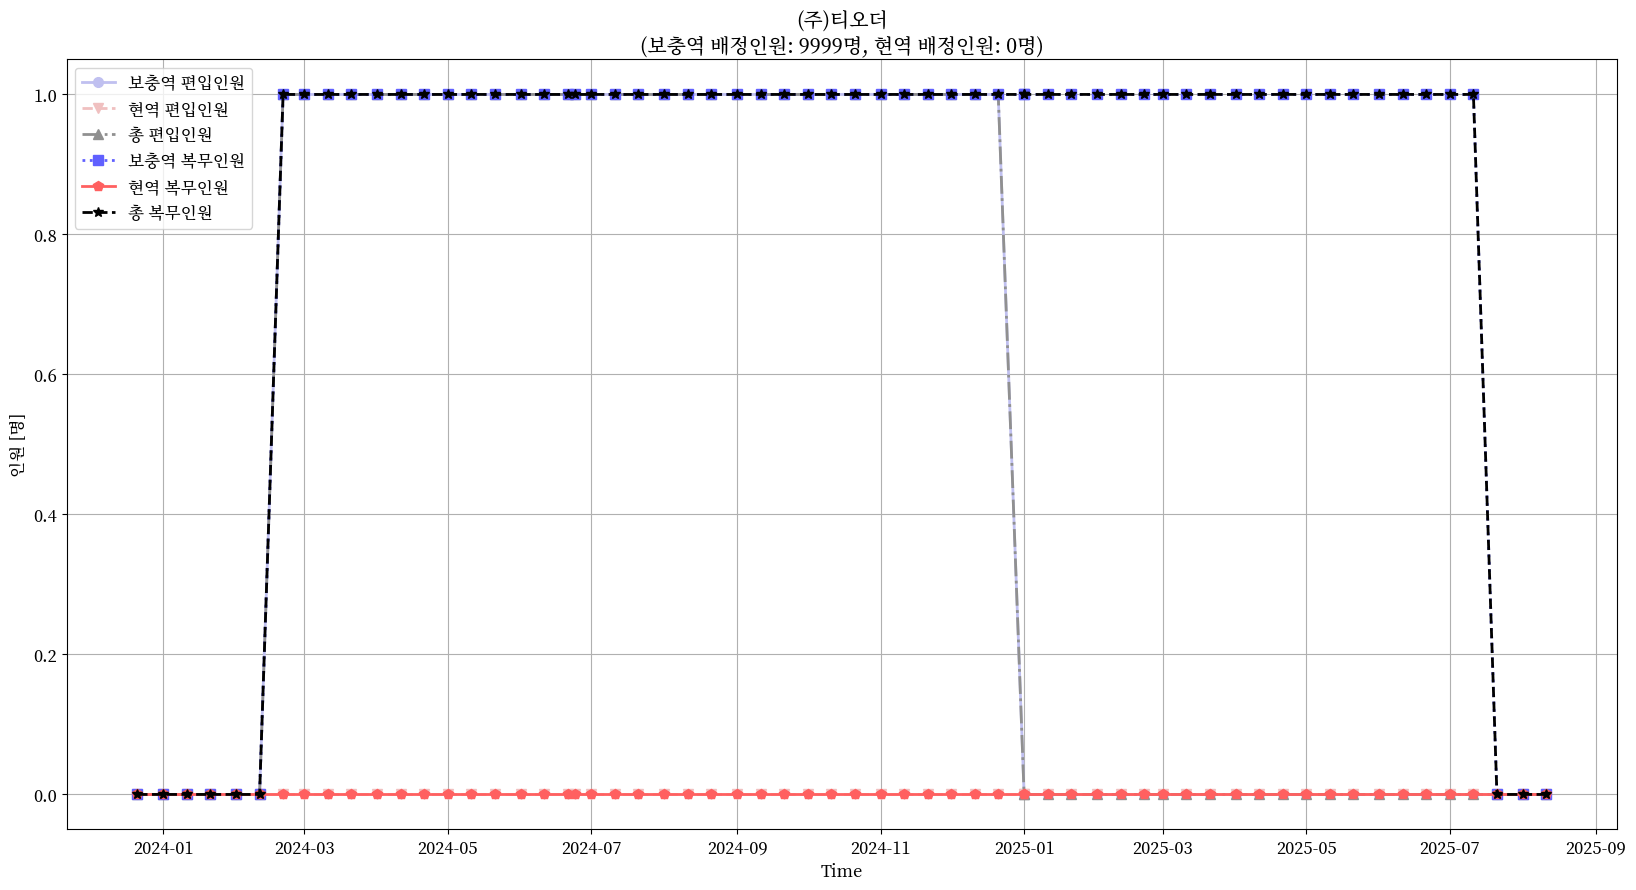 (주)티오더
(보충역 배정인원: 9999명, 현역 배정인원: 0명)
보충역 편입인원
현역 편입인원
총 편입인원
보충역 복무인원
현역 복무인원
총 복무인원
인원 [명]
1.0
0.8
0.6
0.4
0.2
0.0
2024-01
2024-03
2024-05
2024-07
2024-09
2024-11
2025-01
2025-03
2025-05
2025-07
2025-09
Time